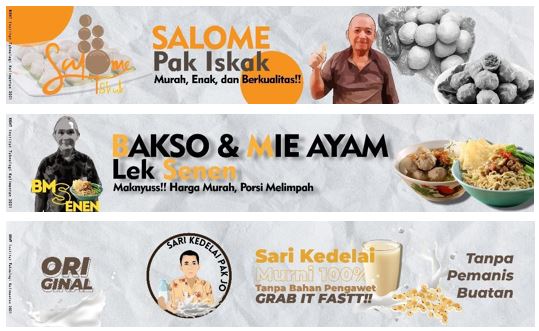 SALOME
Pak Iskak
Murah, Enak, dan Berkualitas!!
Salome
Iskak
BAKSO & MIE AYAM
Lek Senen
Maknyuss!! Harga Murah, Porsi Melimpah
BM
SENEN
ORI
GINAL
SARI KEDELAI PAK JO
Sari Kedelai
Murni 100%
Tanpa Bahan Pengawet
GRAB IT FASTT!!
Tanpa
Pemanis
Buatan